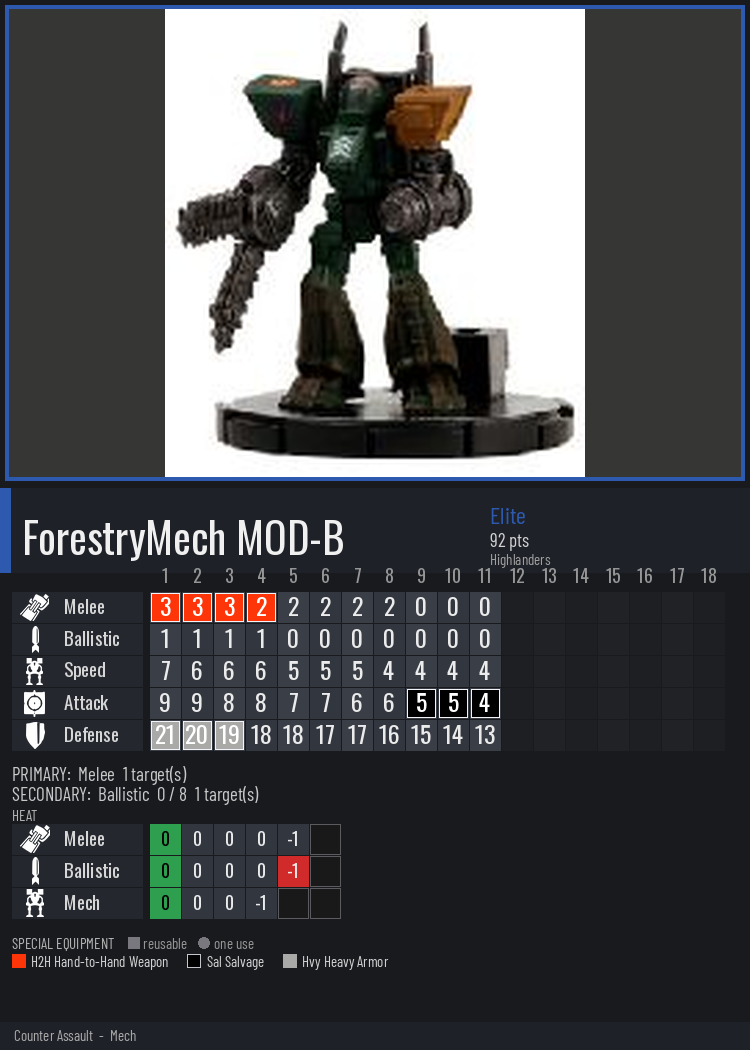 ForestryMech MOD-B
Elite
92 pts
Highlanders
1 2 3 4 5 6 7 8 9 10 11 12 13 14 15 16 17 18
Melee 3 3 3 2 2 2 2 2 0 0 0
Ballistic 1 1 1 1 0 0 0 0 0 0 0
Speed 7 6 6 6 5 5 5 4 4 4 4
Attack 9 9 8 8 7 7 6 6 5 5 4
Defense 21 20 19 18 18 17 17 16 15 14 13
PRIMARY: Melee 1 target(s)
SECONDARY: Ballistic 0 / 8 1 target(s)
HEAT
Melee 0 0 0 0 -1
Ballistic 0 0 0 0 -1
Mech 0 0 0 -1
SPECIAL EQUIPMENT reusable one use
H2H Hand-to-Hand Weapon Sal Salvage Hvy Heavy Armor
Counter Assault - Mech